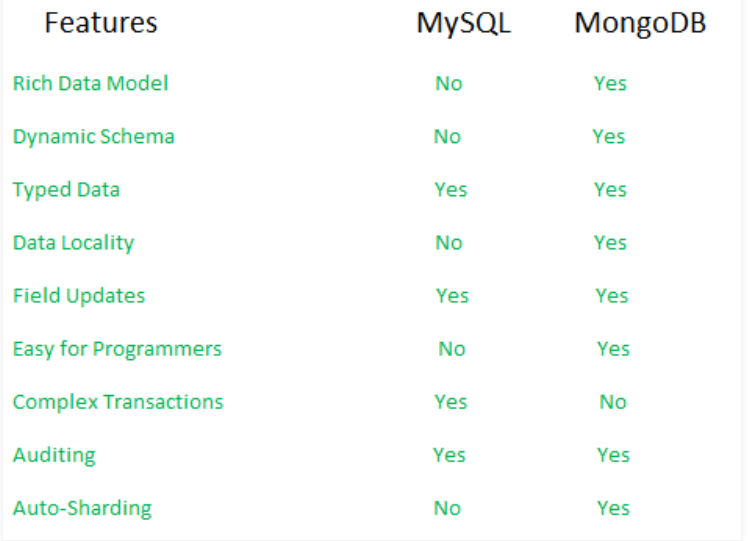 Features MySQL MongoDB
Rich Data Model No Yes
Dynamic Schema No Yes
Typed Data Yes Yes
Data Locality No Yes
Field Updates Yes Yes
Easy for Programmers No Yes
Complex Transactions Yes No
Auditing Yes Yes
Auto-Sharding No Yes